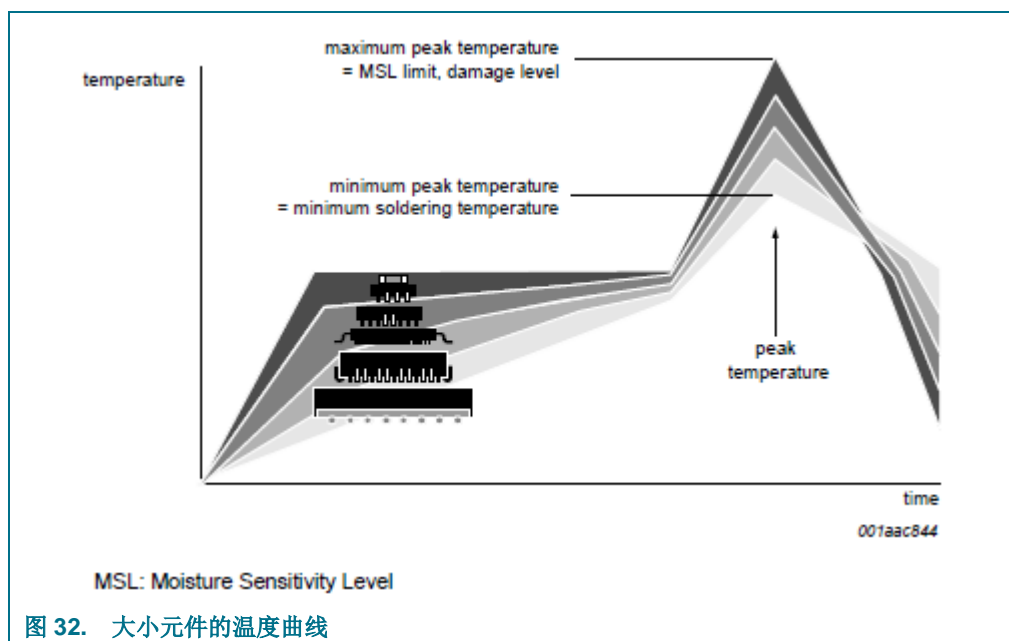 maximum peak temperature
= MSL limit, damage level
temperature
minimum peak temperature
= minimum soldering temperature
peak
temperature
time
001aac844
MSL: Moisture Sensitivity Level
图 32. 大小元件的温度曲线